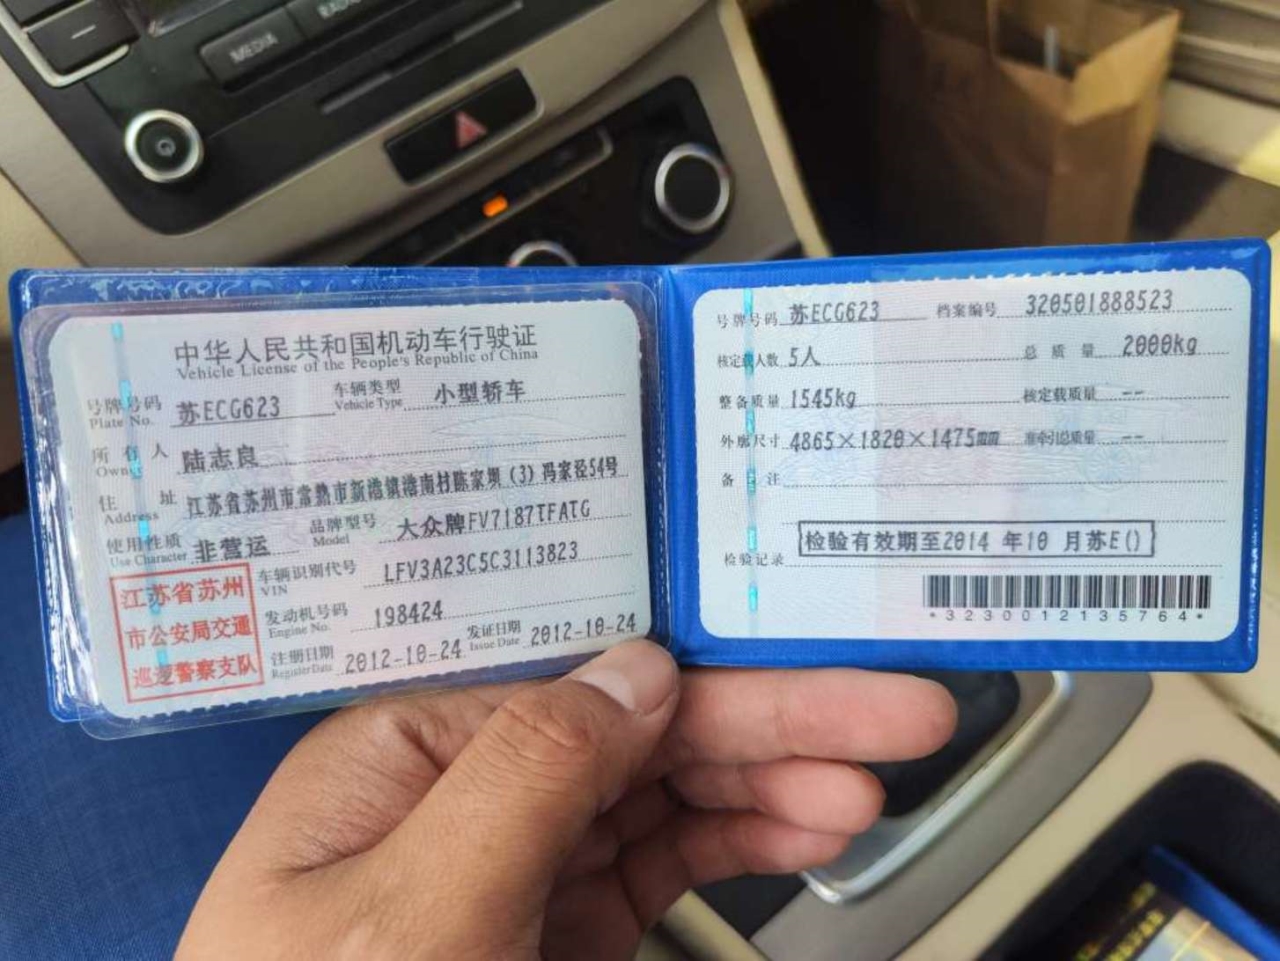 MEDIA
中华人民共和国机动车行驶证
Vehicle License of the People's Republic of China
号牌号码 苏ECG623 车辆类型 小型轿车
Plate No. Vehicle Type
所有人 陆志良
Owner
住址 江苏省苏州市常熟市新港镇港南村陈家坝(3)冯家泾54号
Address
使用性质 非营运 品牌型号 大众牌FV7187TFATG
Use Character Model
车辆识别代号 LFV3A23C5C3113823
VIN
发动机号码 198424
Engine No.
注册日期 2012-10-24 发证日期 2012-10-24
Register Date Issue Date
江苏省苏州
市公安局交通
巡逻警察支队
号牌号码 苏ECG623 档案编号 320501888523
核定载人数 5人 总质量 2000kg
整备质量 1545kg 核定载质量 --
外廓尺寸 4865×1820×1475mm 准牵引总质量 --
备注
检验记录 检验有效期至2014 年10 月苏E()
*3230012135764*